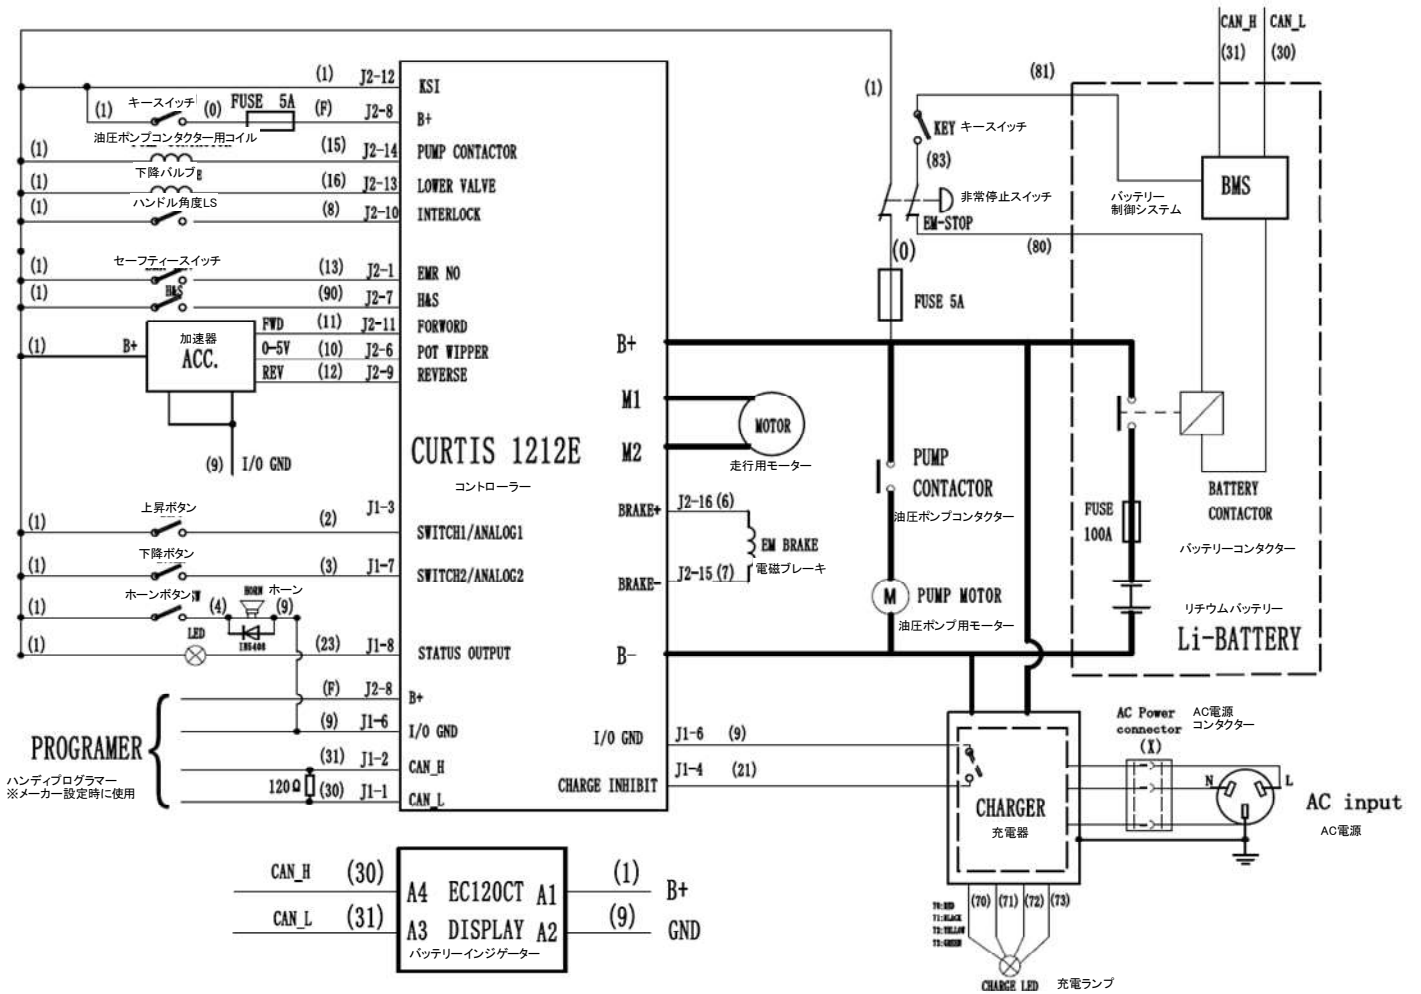 CAN_H CAN_L
(31) (30)
(1) J2-12 KSI
(1) キースイッチ (0) FUSE 5A (F) J2-8 B+
油圧ポンプコンタクター用コイル
(1) (15) J2-14 PUMP CONTACTOR
下降バルブ
(1) (16) J2-13 LOWER VALVE
ハンドル角度LS
(1) (8) J2-10 INTERLOCK
セーフティースイッチ
(1) (13) J2-1 EMR NO
(1) H&S (90) J2-7 H&S
FWD (11) J2-11 FORWORD
(1) B+ 加速器 0-5V (10) J2-6 POT WIPPER
ACC.
REV (12) J2-9 REVERSE
(9) I/O GND
CURTIS 1212E
コントローラー
上昇ボタン J1-3
(1) (2) SWITCH1/ANALOG1
下降ボタン
(1) (3) J1-7 SWITCH2/ANALOG2
ホーンボタン HORN ホーン
(1) (4) (9)
LED IN5408
(1) (23) J1-8 STATUS OUTPUT
(F) J2-8 B+
(9) J1-6 I/O GND
PROGRAMER
(31) J1-2 CAN_H
ハンディプログラマー
※メーカー設定時に使用
120Ω (30) J1-1 CAN_L
B+
M1
M2
MOTOR
走行用モーター
BRAKE+ J2-16 (6)
EM BRAKE
電磁ブレーキ
BRAKE- J2-15 (7)
B-
I/O GND J1-6 (9)
CHARGE INHIBIT J1-4 (21)
(1)
(81)
KEY キースイッチ
(83)
非常停止スイッチ
EM-STOP
(80)
(0)
FUSE 5A
BMS
バッテリー
制御システム
PUMP
CONTACTOR
油圧ポンプコンタクター
M PUMP MOTOR
油圧ポンプ用モーター
BATTERY
CONTACTOR
バッテリーコンタクター
FUSE
100A
リチウムバッテリー
Li-BATTERY
AC Power
connector
(X)
AC電源
コンタクター
N L
AC input
AC電源
CHARGER
充電器
(70) (71) (72) (73)
70:RED
71:BLACK
72:YELLOW
73:GREEN
CHARGE LED 充電ランプ
CAN_H (30) A4 EC120CT A1 (1) B+
CAN_L (31) A3 DISPLAY A2 (9) GND
バッテリーインジゲーター